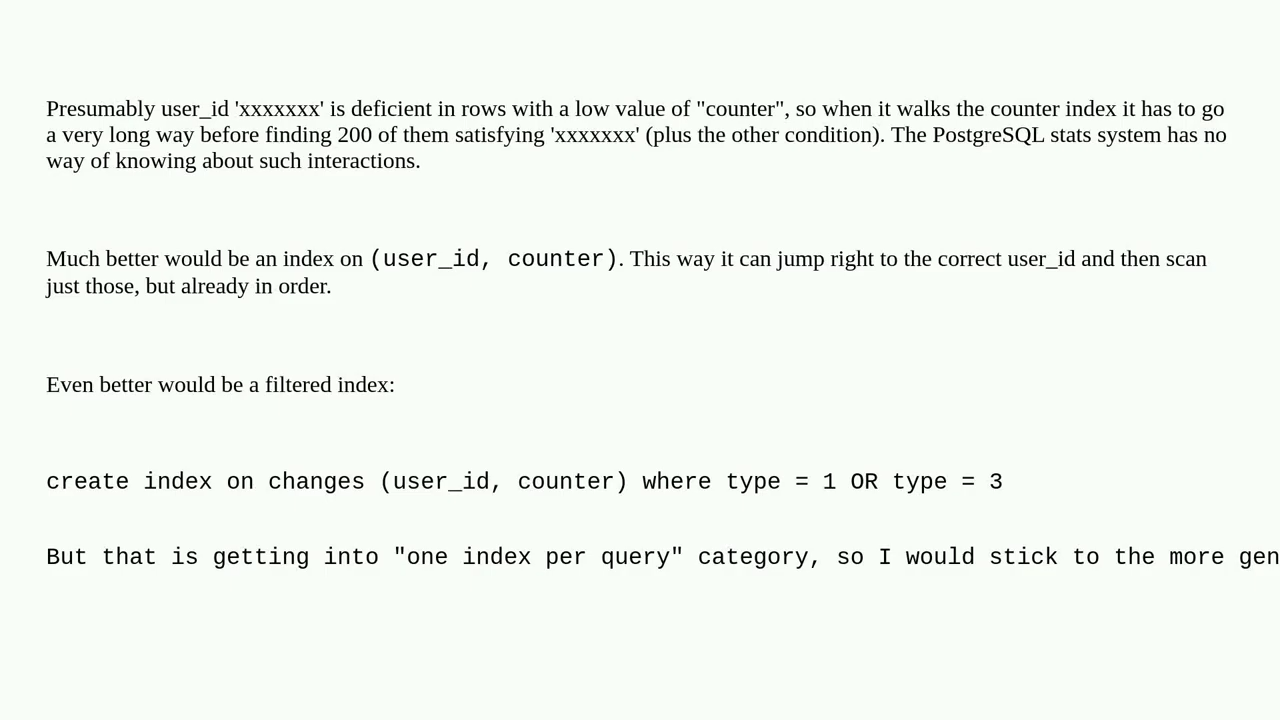 Presumably user_id 'xxxxxxx' is deficient in rows with a low value of "counter", so when it walks the counter index it has to go
a very long way before finding 200 of them satisfying 'xxxxxxx' (plus the other condition). The PostgreSQL stats system has no
way of knowing about such interactions.
Much better would be an index on (user_id, counter). This way it can jump right to the correct user_id and then scan
just those, but already in order.
Even better would be a filtered index:
create index on changes (user_id, counter) where type = 1 OR type = 3
But that is getting into "one index per query" category, so I would stick to the more gen